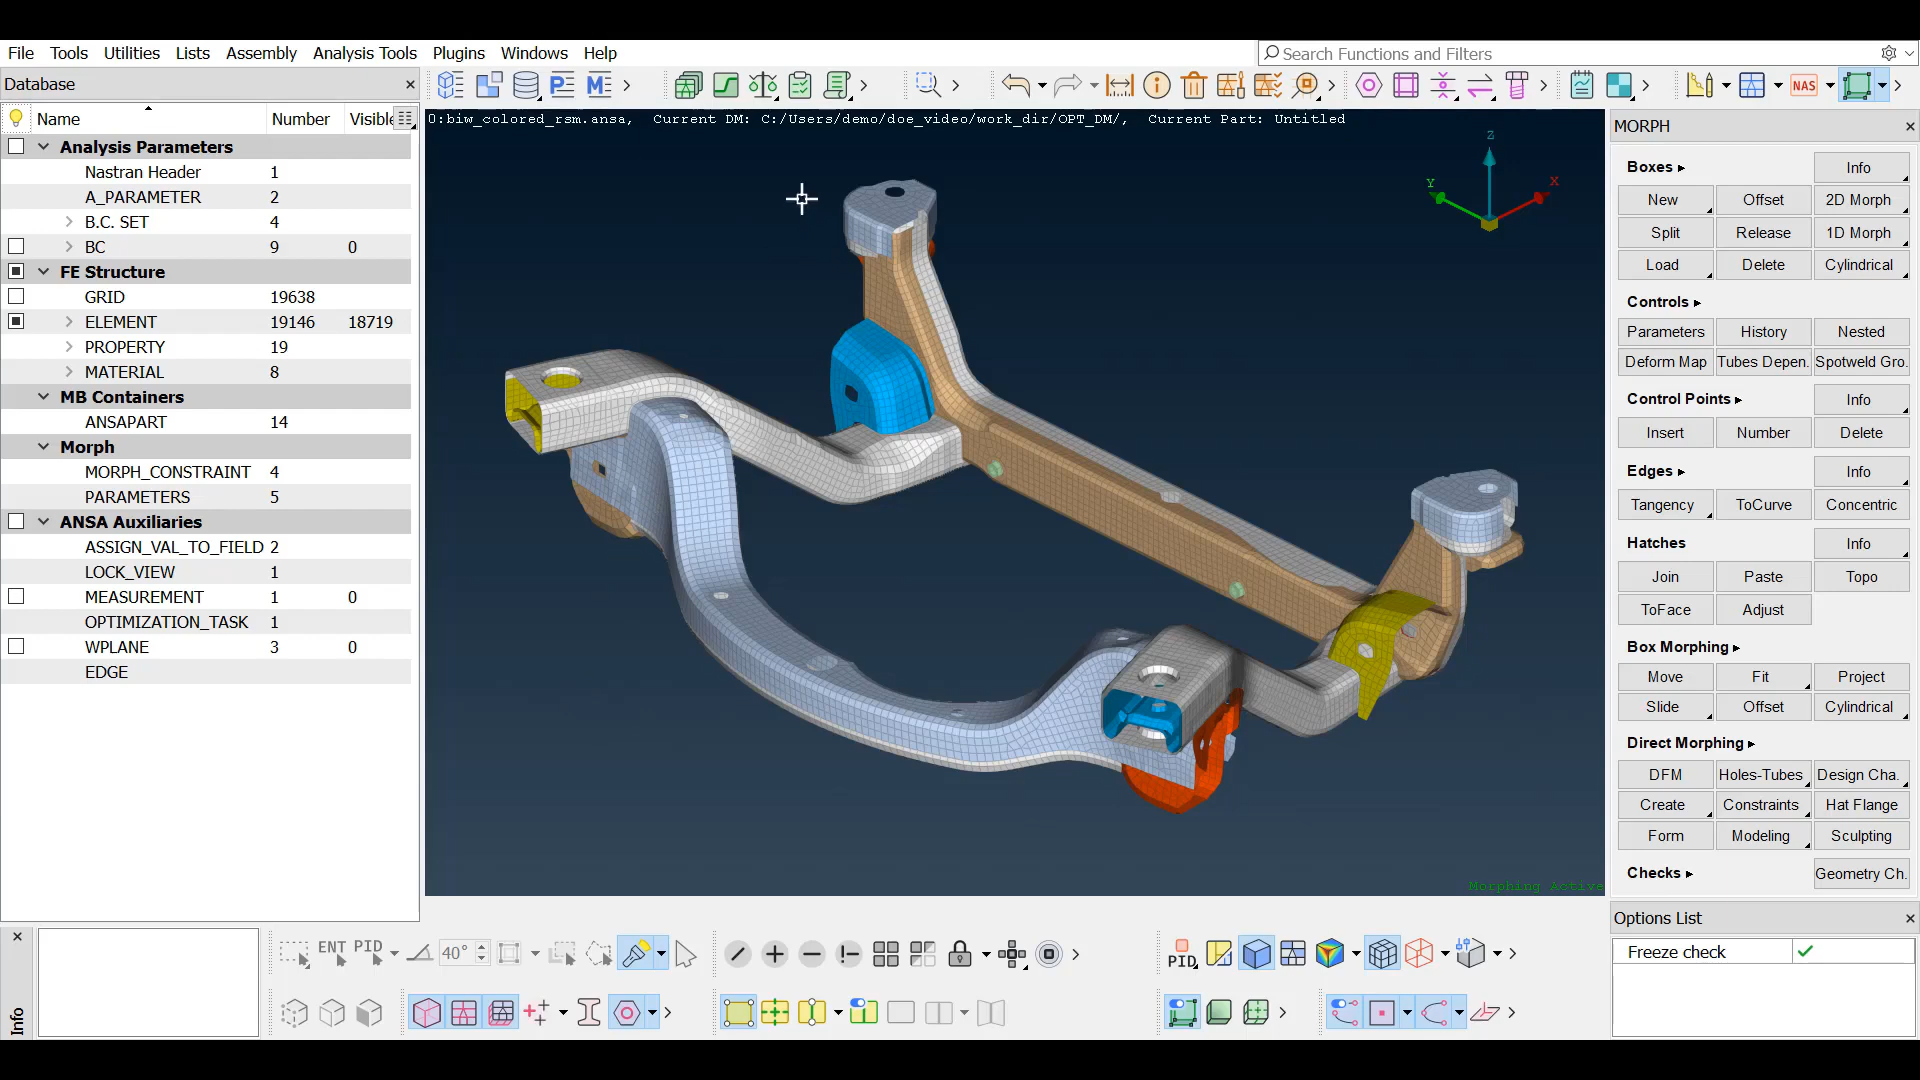 File Tools Utilities Lists Assembly Analysis Tools Plugins Windows Help
Search Functions and Filters
Database
P M
NAS
Name Number Visible
Analysis Parameters
Nastran Header 1
A_PARAMETER 2
B.C. SET 4
BC 9 0
FE Structure
GRID 19638
ELEMENT 19146 18719
PROPERTY 19
MATERIAL 8
MB Containers
ANSAPART 14
Morph
MORPH_CONSTRAINT 4
PARAMETERS 5
ANSA Auxiliaries
ASSIGN_VAL_TO_FIELD 2
LOCK_VIEW 1
MEASUREMENT 1 0
OPTIMIZATION_TASK 1
WPLANE 3 0
EDGE
0:biw_colored_rsm.ansa, Current DM: C:/Users/demo/doe_video/work_dir/OPT_DM/, Current Part: Untitled
Z
Y X
Morphing Active
MORPH
Boxes Info
New Offset 2D Morph
Split Release 1D Morph
Load Delete Cylindrical
Controls
Parameters History Nested
Deform Map Tubes Depen. Spotweld Gro.
Control Points Info
Insert Number Delete
Edges Info
Tangency ToCurve Concentric
Hatches Info
Join Paste Topo
ToFace Adjust
Box Morphing
Move Fit Project
Slide Offset Cylindrical
Direct Morphing
DFM Holes-Tubes Design Cha.
Create Constraints Hat Flange
Form Modeling Sculpting
Checks Geometry Ch.
Options List
Freeze check
Info
ENT PID 40°
PID